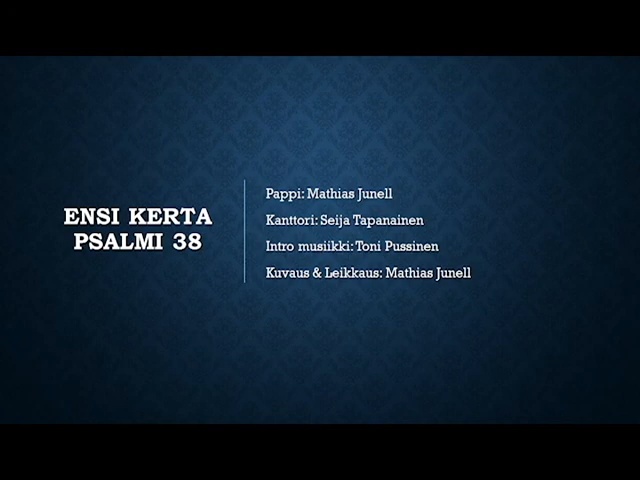 ENSI KERTA
PSALMI 38
Pappi: Mathias Junell
Kanttori: Seija Tapanainen
Intro musiikki: Toni Pussinen
Kuvaus & Leikkaus: Mathias Junell